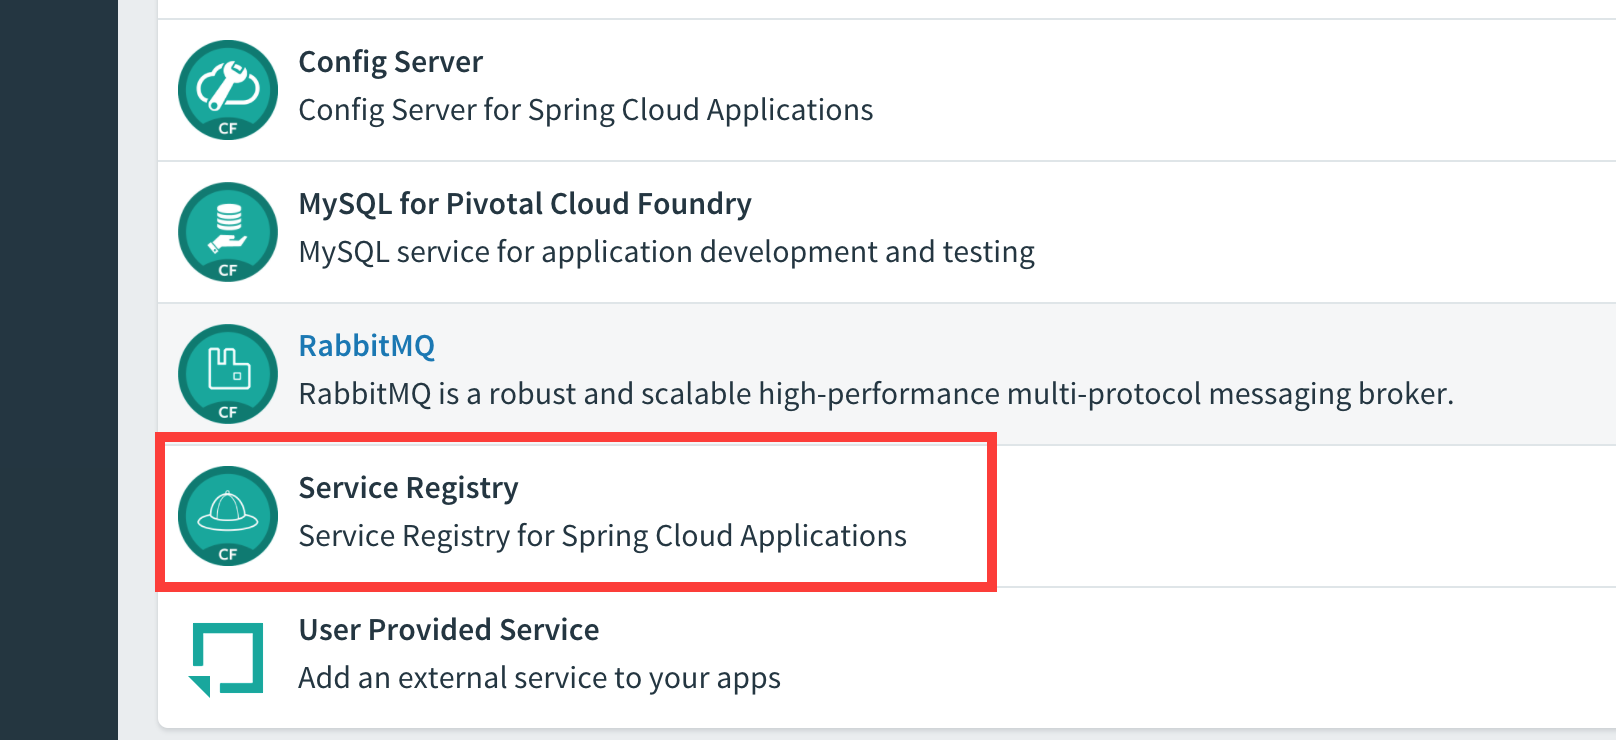 Config Server
Config Server for Spring Cloud Applications
CF
MySQL for Pivotal Cloud Foundry
MySQL service for application development and testing
CF
RabbitMQ
RabbitMQ is a robust and scalable high-performance multi-protocol messaging broker.
CF
Service Registry
Service Registry for Spring Cloud Applications
CF
User Provided Service
Add an external service to your apps